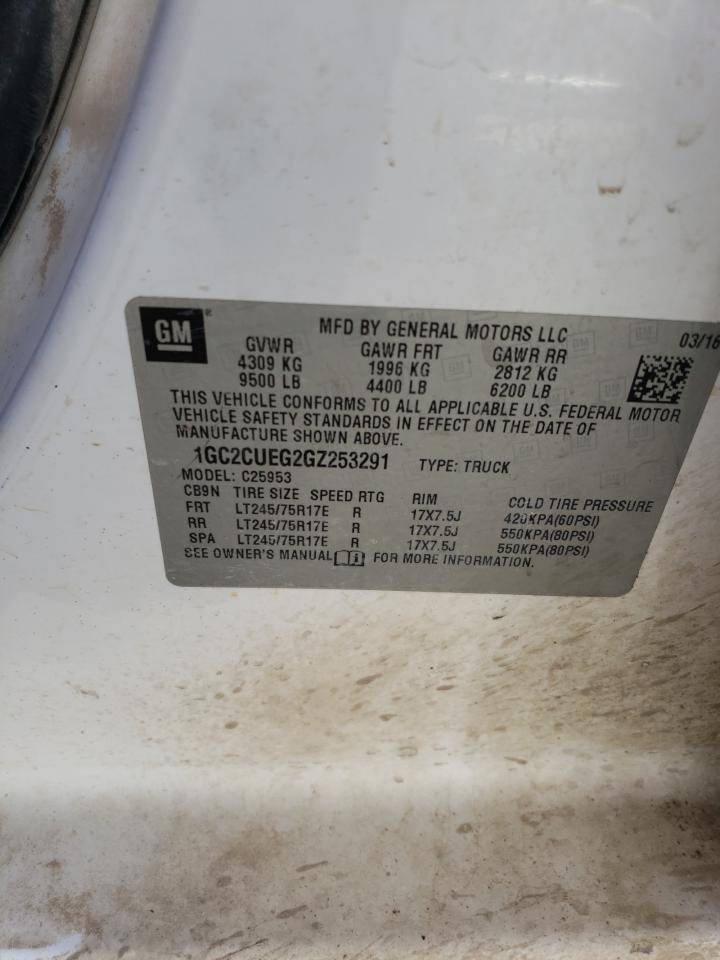 GM ®
MFD BY GENERAL MOTORS LLC 03/16
GVWR GAWR FRT GAWR RR
4309 KG 1996 KG 2812 KG
9500 LB 4400 LB 6200 LB
THIS VEHICLE CONFORMS TO ALL APPLICABLE U.S. FEDERAL MOTOR
VEHICLE SAFETY STANDARDS IN EFFECT ON THE DATE OF
MANUFACTURE SHOWN ABOVE.
1GC2CUEG2GZ253291 TYPE: TRUCK
MODEL: C25953
CB9N TIRE SIZE SPEED RTG RIM COLD TIRE PRESSURE
FRT LT245/75R17E R 17X7.5J 420KPA(60PSI)
RR LT245/75R17E R 17X7.5J 550KPA(80PSI)
SPA LT245/75R17E R 17X7.5J 550KPA(80PSI)
SEE OWNER'S MANUAL FOR MORE INFORMATION.